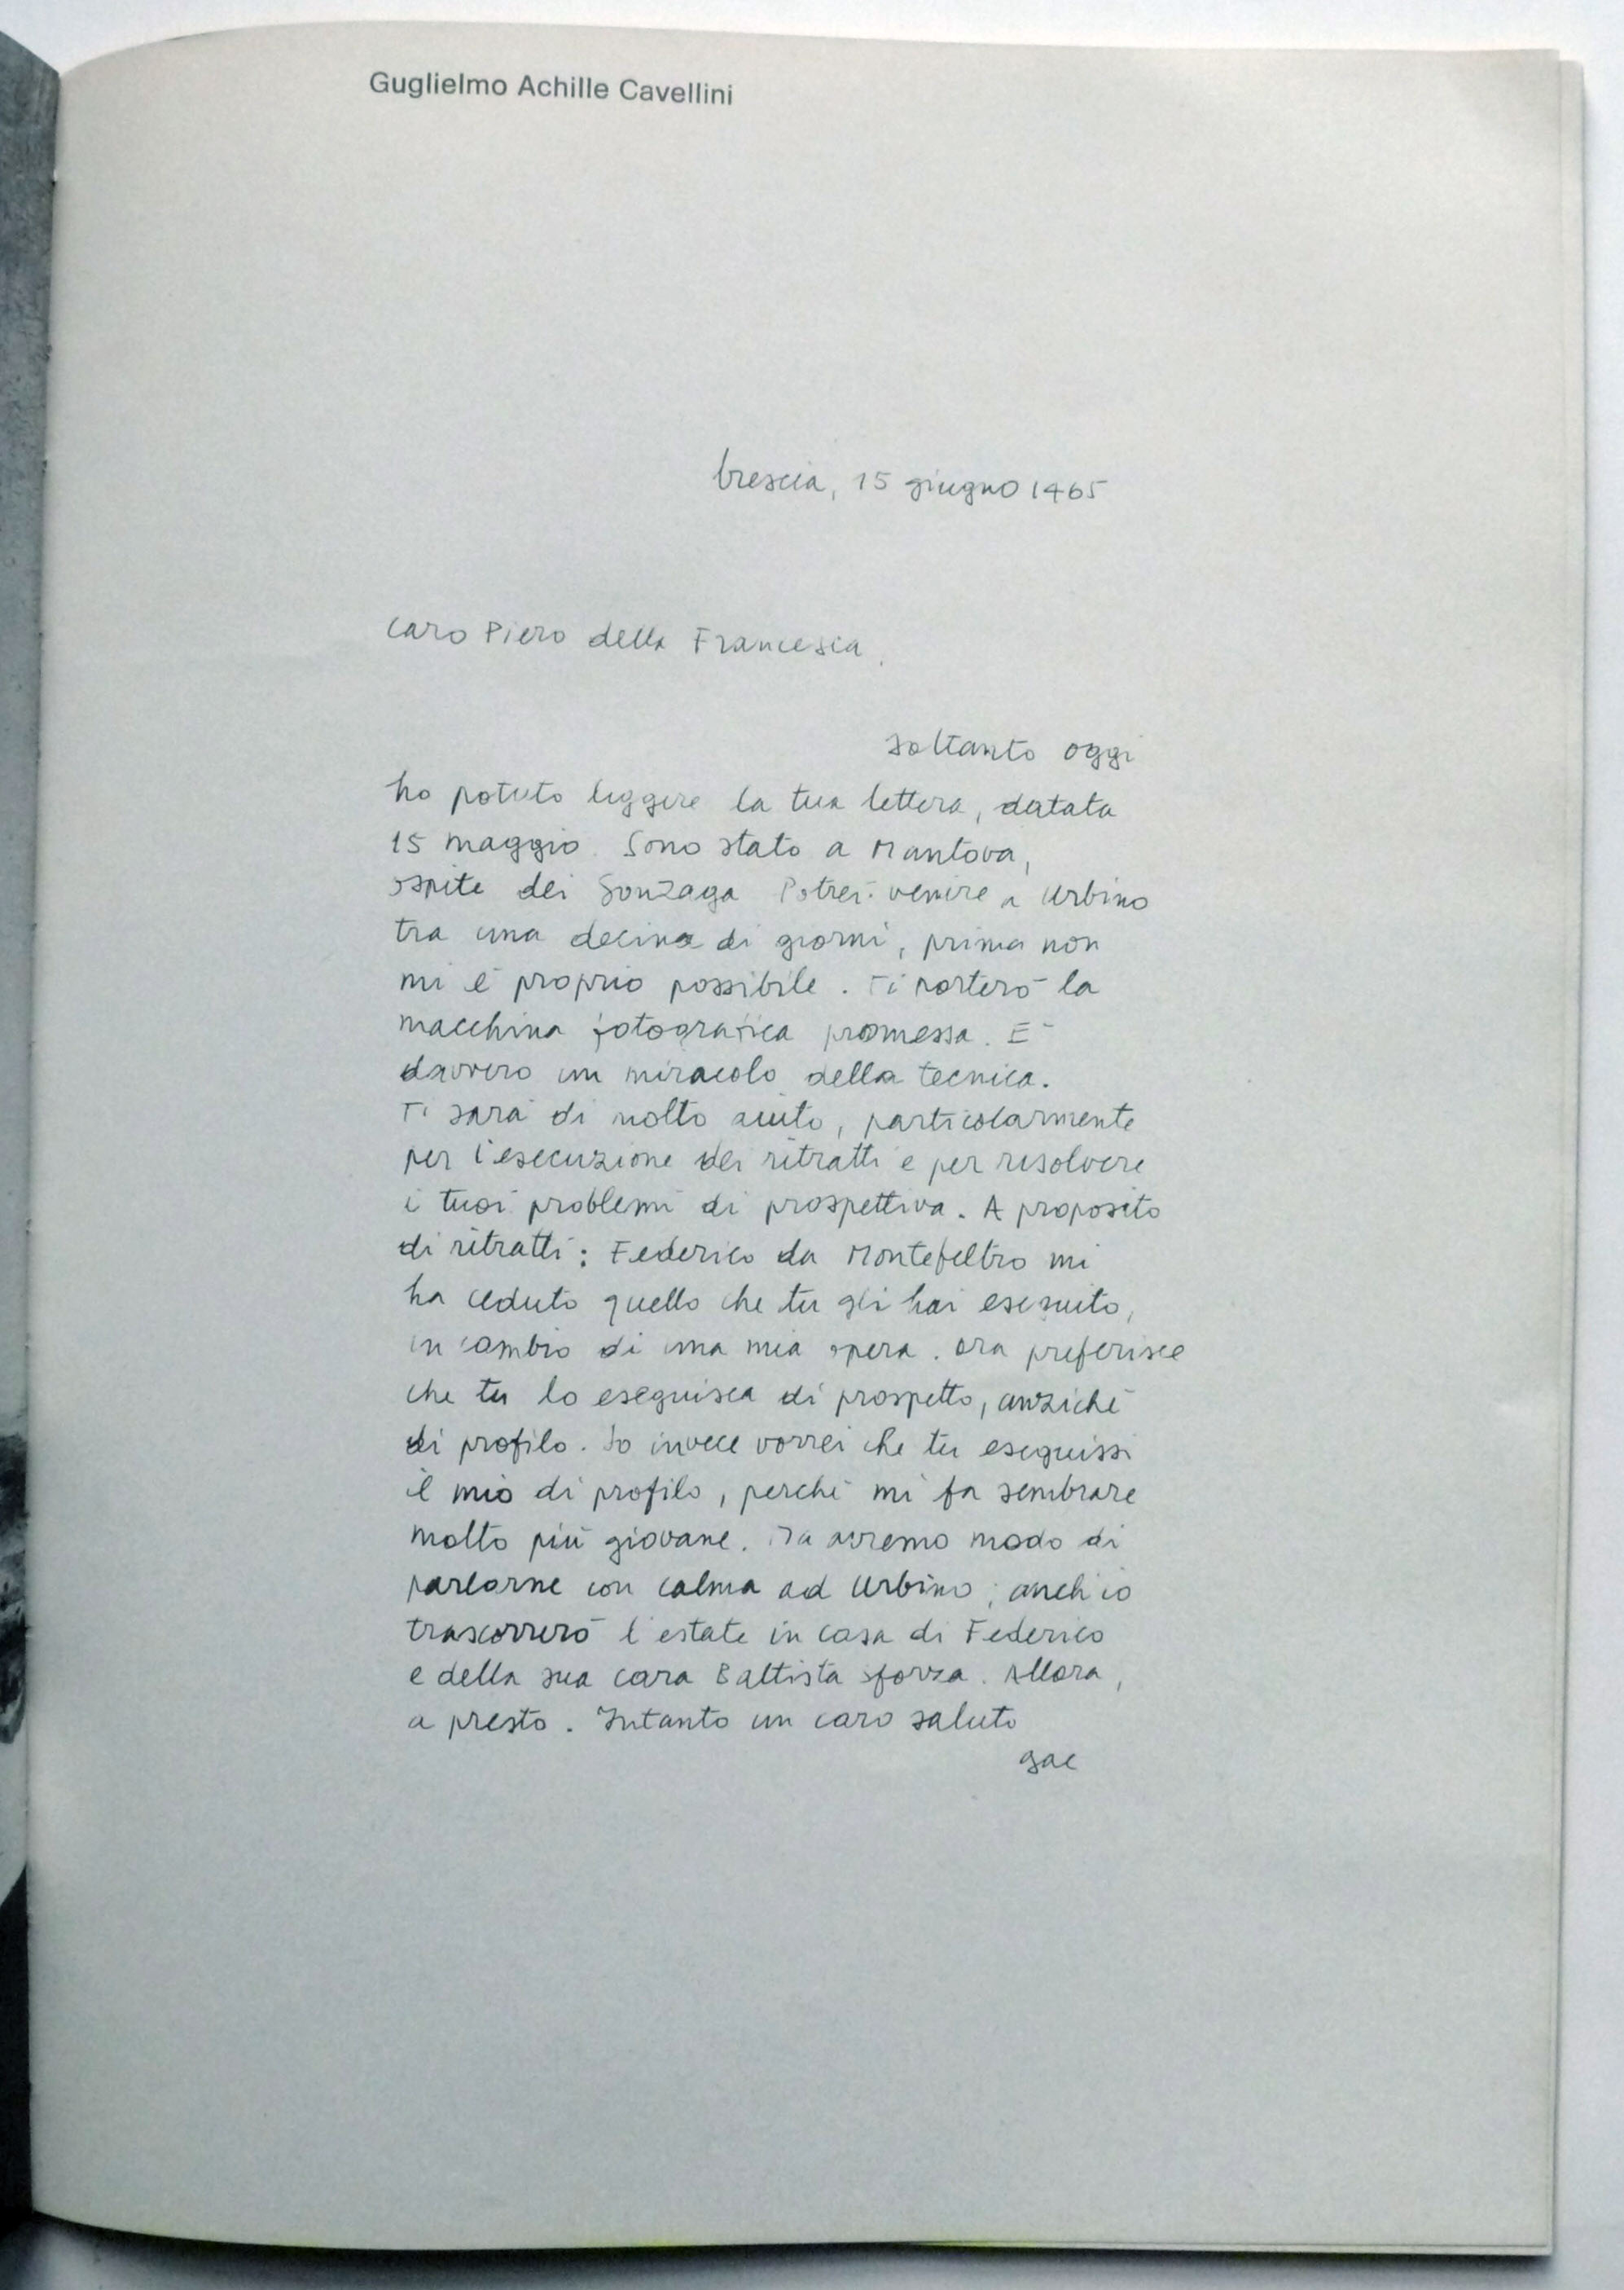 Guglielmo Achille Cavellini
brescia, 15 giugno 1465
caro Piero della Francesca,
soltanto oggi
ho potuto leggere la tua lettera, datata
15 maggio. Sono stato a Mantova,
ospite dei Gonzaga. Potrei venire a Urbino
tra una decina di giorni, prima non
mi è proprio possibile. Ti porterò la
macchina fotografica promessa. E'
davvero un miracolo della tecnica.
Ti sarà di molto aiuto, particolarmente
per l'esecuzione dei ritratti e per risolvere
i tuoi problemi di prospettiva. A proposito
di ritratti: Federico da Montefeltro mi
ha ceduto quello che tu gli hai eseguito,
in cambio di una mia opera. Ora preferisce
che tu lo eseguisca di prospetto, anziché
di profilo. Io invece vorrei che tu eseguissi
il mio di profilo, perché mi fa sembrare
molto più giovane. Ma avremo modo di
parlarne con calma ad Urbino; anch'io
trascorrerò l'estate in casa di Federico
e della sua cara Battista Sforza. Allora,
a presto. Intanto un caro saluto
gac